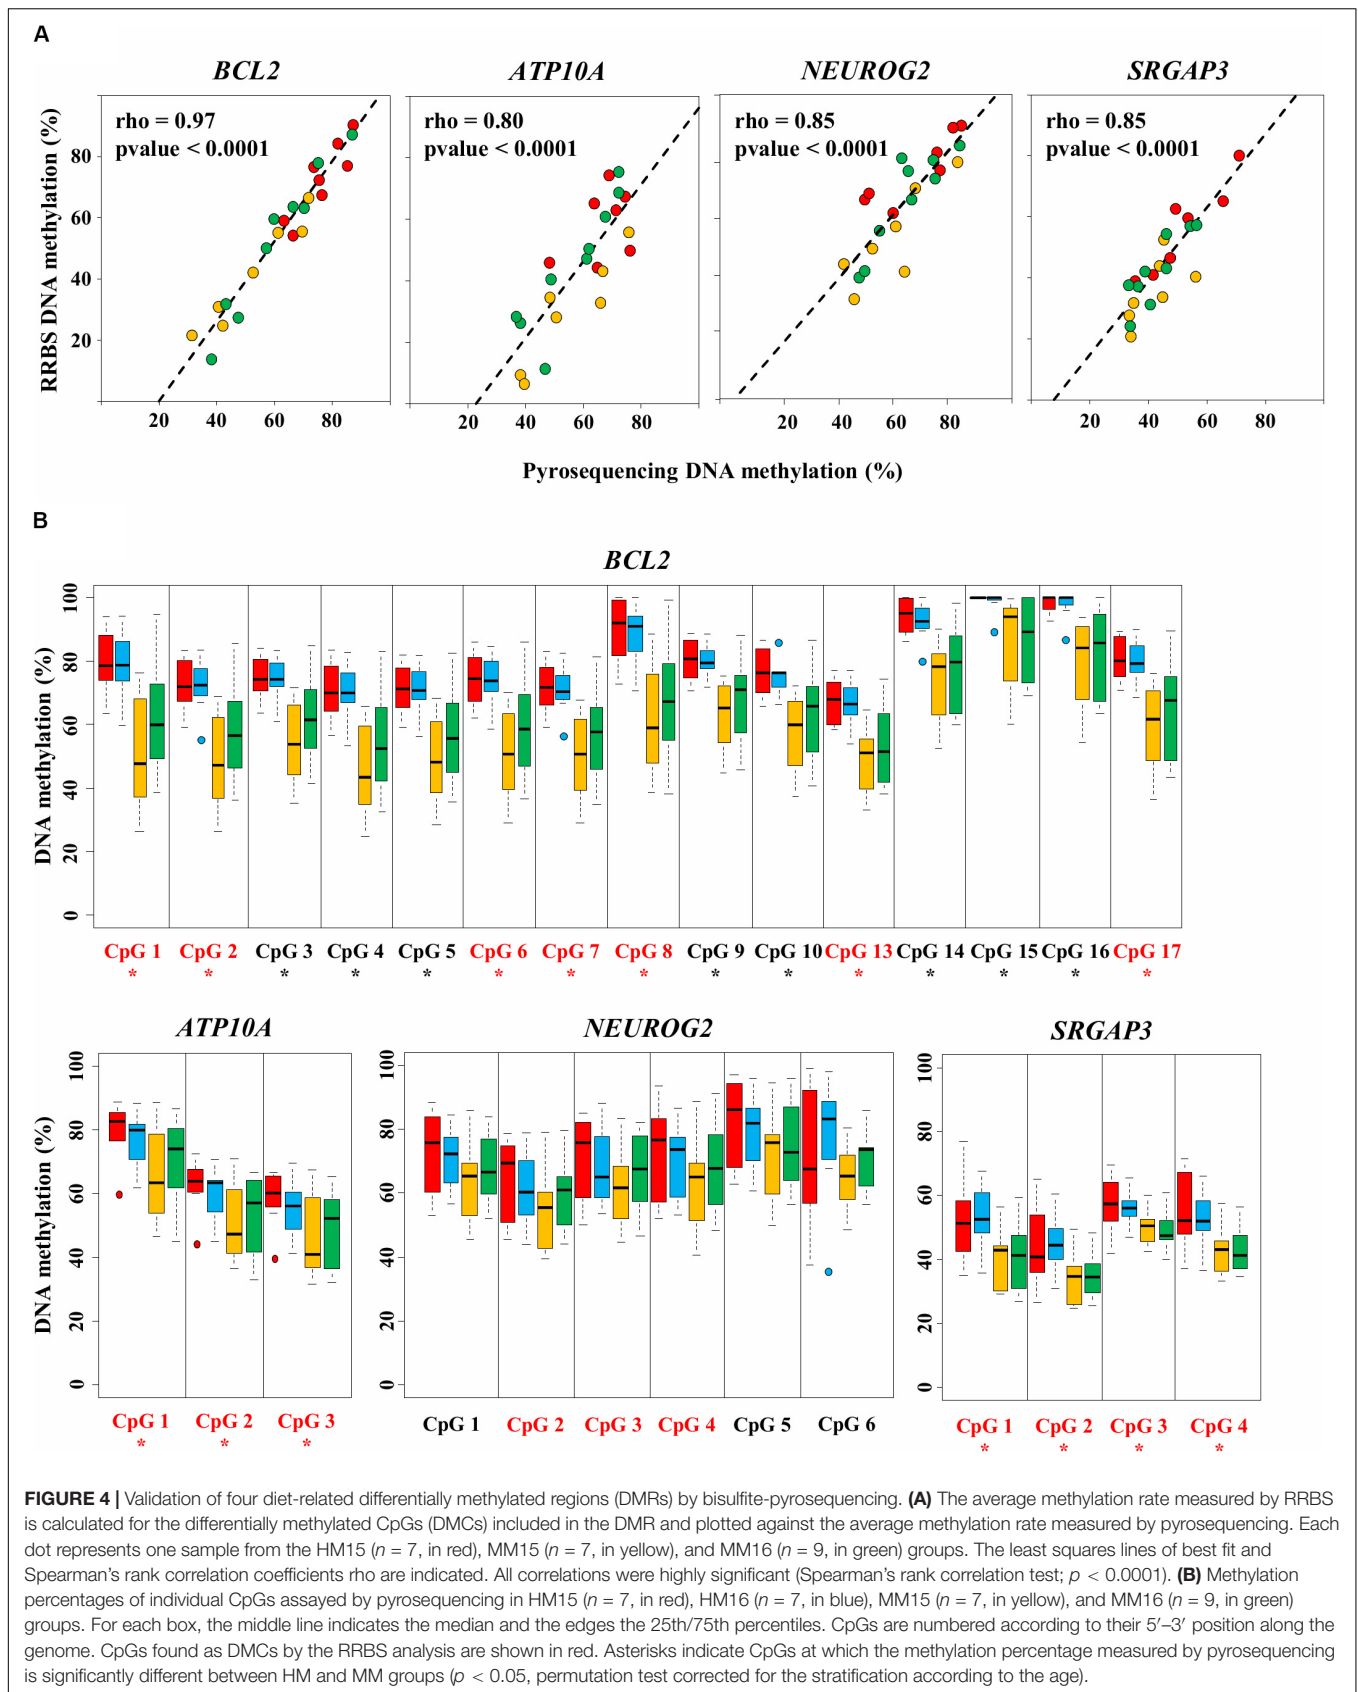 A
BCL2
ATP10A
NEUROG2
SRGAP3
RRBS DNA methylation (%)
80
60
40
20
rho = 0.97
pvalue < 0.0001
rho = 0.80
pvalue < 0.0001
rho = 0.85
pvalue < 0.0001
rho = 0.85
pvalue < 0.0001
20 40 60 80
20 40 60 80
20 40 60 80
20 40 60 80
Pyrosequencing DNA methylation (%)
B
BCL2
DNA methylation (%)
100
80
60
40
20
0
CpG 1 CpG 2 CpG 3 CpG 4 CpG 5 CpG 6 CpG 7 CpG 8 CpG 9 CpG 10 CpG 13 CpG 14 CpG 15 CpG 16 CpG 17
* * * * * * * * * * * * * * *
ATP10A
NEUROG2
SRGAP3
DNA methylation (%)
100
80
60
40
20
0
CpG 1 CpG 2 CpG 3
* * *
100
80
60
40
20
0
CpG 1 CpG 2 CpG 3 CpG 4 CpG 5 CpG 6
100
80
60
40
20
0
CpG 1 CpG 2 CpG 3 CpG 4
* * * *
FIGURE 4 | Validation of four diet-related differentially methylated regions (DMRs) by bisulfite-pyrosequencing. (A) The average methylation rate measured by RRBS
is calculated for the differentially methylated CpGs (DMCs) included in the DMR and plotted against the average methylation rate measured by pyrosequencing. Each
dot represents one sample from the HM15 (n = 7, in red), MM15 (n = 7, in yellow), and MM16 (n = 9, in green) groups. The least squares lines of best fit and
Spearman's rank correlation coefficients rho are indicated. All correlations were highly significant (Spearman's rank correlation test; p < 0.0001). (B) Methylation
percentages of individual CpGs assayed by pyrosequencing in HM15 (n = 7, in red), HM16 (n = 7, in blue), MM15 (n = 7, in yellow), and MM16 (n = 9, in green)
groups. For each box, the middle line indicates the median and the edges the 25th/75th percentiles. CpGs are numbered according to their 5′–3′ position along the
genome. CpGs found as DMCs by the RRBS analysis are shown in red. Asterisks indicate CpGs at which the methylation percentage measured by pyrosequencing
is significantly different between HM and MM groups (p < 0.05, permutation test corrected for the stratification according to the age).